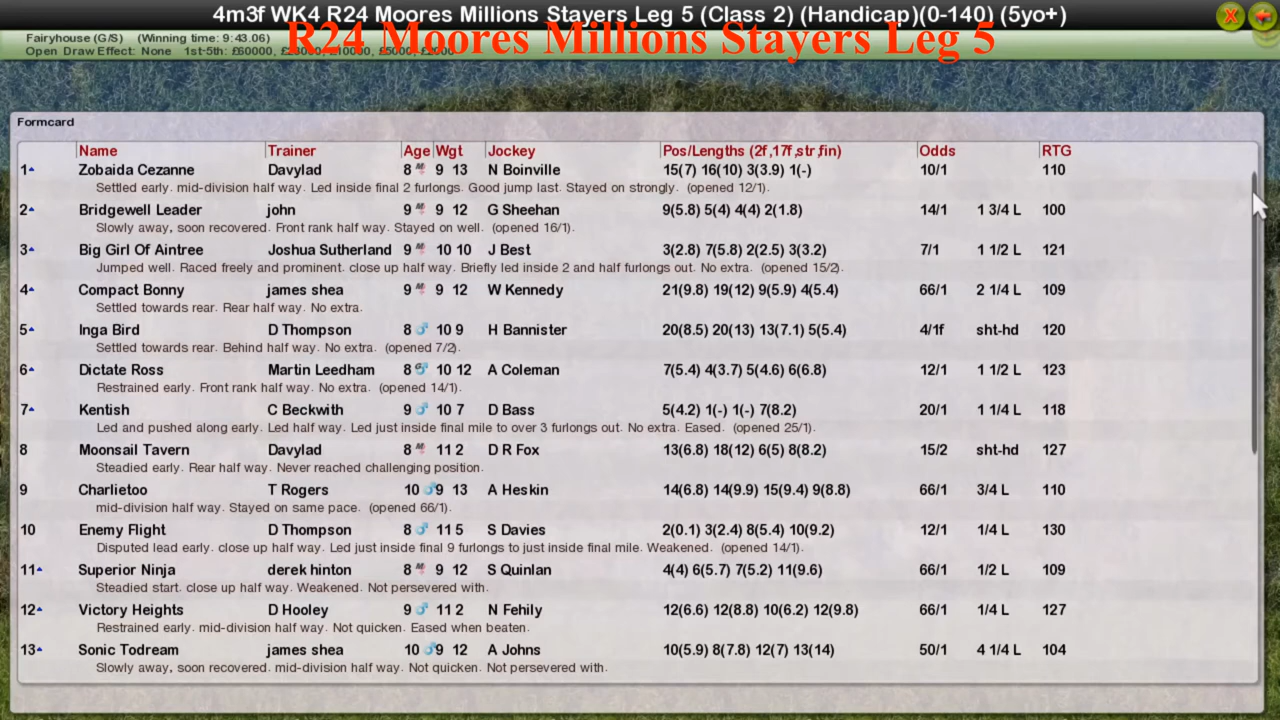 4m3f WK4 R24 Moores Millions Stayers Leg 5 (Class 2) (Handicap)(0-140) (5yo+)
R24 Moores Millions Stayers Leg 5
Fairyhouse (G/S) (Winning time: 9:43.06)
Open Draw Effect: None 1st-5th: £60000,
Formcard
Name Trainer Age Wgt Jockey Pos/Lengths (2f,17f,str,fin) Odds RTG
1 Zobaida Cezanne Davylad 8 9 13 N Boinville 15(7) 16(10) 3(3.9) 1(-) 10/1 110
Settled early. mid-division half way. Led inside final 2 furlongs. Good jump last. Stayed on strongly. (opened 12/1).
2 Bridgewell Leader john 9 9 12 G Sheehan 9(5.8) 5(4) 4(4) 2(1.8) 14/1 1 3/4 L 100
Slowly away, soon recovered. Front rank half way. Stayed on well. (opened 16/1).
3 Big Girl Of Aintree Joshua Sutherland 9 10 10 J Best 3(2.8) 7(5.8) 2(2.5) 3(3.2) 7/1 1 1/2 L 121
Jumped well. Raced freely and prominent. close up half way. Briefly led inside 2 and half furlongs out. No extra. (opened 15/2).
4 Compact Bonny james shea 9 9 12 W Kennedy 21(9.8) 19(12) 9(5.9) 4(5.4) 66/1 2 1/4 L 109
Settled towards rear. Rear half way. No extra.
5 Inga Bird D Thompson 8 10 9 H Bannister 20(8.5) 20(13) 13(7.1) 5(5.4) 4/1f sht-hd 120
Settled towards rear. Behind half way. No extra. (opened 7/2).
6 Dictate Ross Martin Leedham 8 10 12 A Coleman 7(5.4) 4(3.7) 5(4.6) 6(6.8) 12/1 1 1/2 L 123
Restrained early. Front rank half way. No extra. (opened 14/1).
7 Kentish C Beckwith 9 10 7 D Bass 5(4.2) 1(-) 1(-) 7(8.2) 20/1 1 1/4 L 118
Led and pushed along early. Led half way. Led just inside final mile to over 3 furlongs out. No extra. Eased. (opened 25/1).
8 Moonsail Tavern Davylad 8 11 2 D R Fox 13(6.8) 18(12) 6(5) 8(8.2) 15/2 sht-hd 127
Steadied early. Rear half way. Never reached challenging position.
9 Charlietoo T Rogers 10 9 13 A Heskin 14(6.8) 14(9.9) 15(9.4) 9(8.8) 66/1 3/4 L 110
mid-division half way. Stayed on same pace. (opened 66/1).
10 Enemy Flight D Thompson 8 11 5 S Davies 2(0.1) 3(2.4) 8(5.4) 10(9.2) 12/1 1/4 L 130
Disputed lead early. close up half way. Led just inside final 9 furlongs to just inside final mile. Weakened. (opened 14/1).
11 Superior Ninja derek hinton 8 9 12 S Quinlan 4(4) 6(5.7) 7(5.2) 11(9.6) 66/1 1/2 L 109
Steadied start. close up half way. Weakened. Not persevered with.
12 Victory Heights D Hooley 9 11 2 N Fehily 12(6.6) 12(8.8) 10(6.2) 12(9.8) 66/1 1/4 L 127
Restrained early. mid-division half way. Not quicken. Eased when beaten.
13 Sonic Todream james shea 10 9 12 A Johns 10(5.9) 8(7.8) 12(7) 13(14) 50/1 4 1/4 L 104
Slowly away, soon recovered. mid-division half way. Not quicken. Not persevered with.